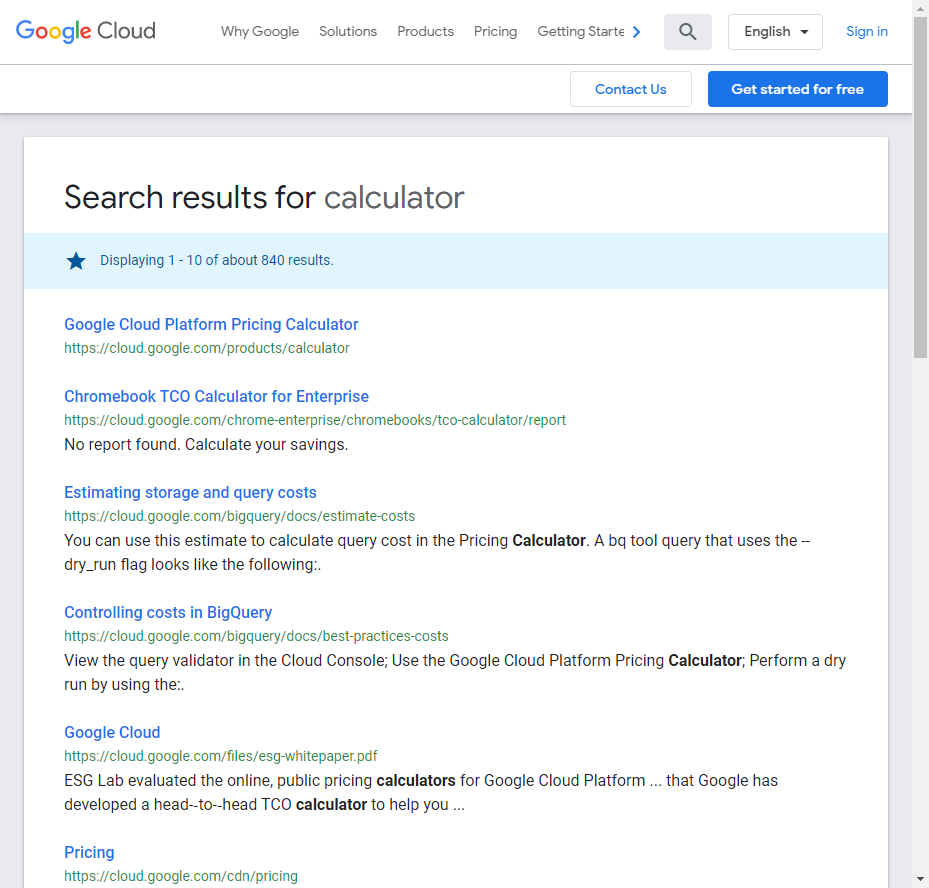 Google Cloud
Why Google
Solutions
Products
Pricing
Getting Starte
English
Sign in
Contact Us
Get started for free
Search results for calculator
Displaying 1 - 10 of about 840 results.
Google Cloud Platform Pricing Calculator
https://cloud.google.com/products/calculator
Chromebook TCO Calculator for Enterprise
https://cloud.google.com/chrome-enterprise/chromebooks/tco-calculator/report
No report found. Calculate your savings.
Estimating storage and query costs
https://cloud.google.com/bigquery/docs/estimate-costs
You can use this estimate to calculate query cost in the Pricing Calculator. A bq tool query that uses the --
dry_run flag looks like the following:.
Controlling costs in BigQuery
https://cloud.google.com/bigquery/docs/best-practices-costs
View the query validator in the Cloud Console; Use the Google Cloud Platform Pricing Calculator; Perform a dry
run by using the:.
Google Cloud
https://cloud.google.com/files/esg-whitepaper.pdf
ESG Lab evaluated the online, public pricing calculators for Google Cloud Platform ... that Google has
developed a head--to--head TCO calculator to help you ...
Pricing
https://cloud.google.com/cdn/pricing